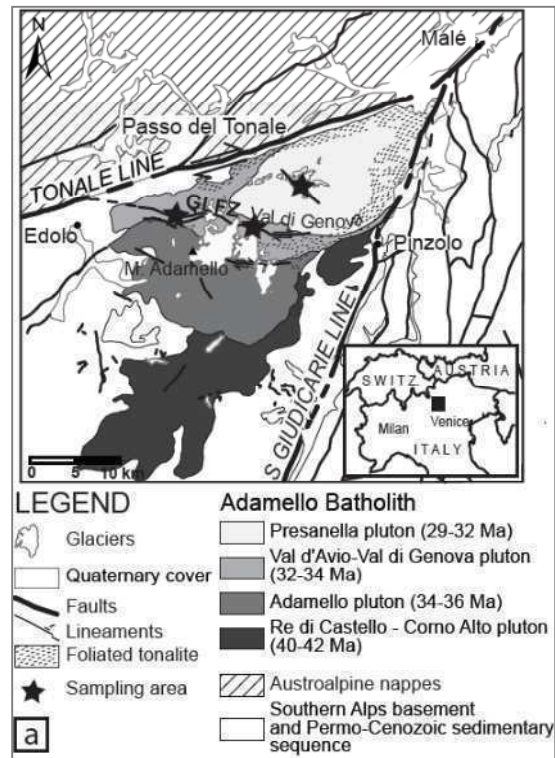 N
Malé
Passo del Tonale
TONALE LINE
GLFZ
Val di Genova
Edolo
Pinzolo
M. Adamello
S GIUDICARIE LINE
SWITZ.
AUSTRIA
Milan
Venice
ITALY
0 5 10 km
LEGEND
Glaciers
Quaternary cover
Faults
Lineaments
Foliated tonalite
Sampling area
a
Adamello Batholith
Presanella pluton (29-32 Ma)
Val d'Avio-Val di Genova pluton
(32-34 Ma)
Adamello pluton (34-36 Ma)
Re di Castello - Corno Alto pluton
(40-42 Ma)
Austroalpine nappes
Southern Alps basement
and Permo-Cenozoic sedimentary
sequence